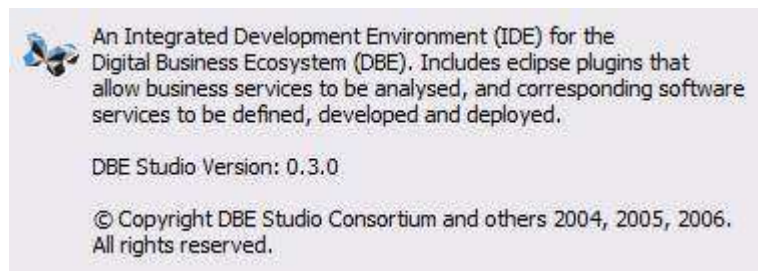 An Integrated Development Environment (IDE) for the
Digital Business Ecosystem (DBE). Includes eclipse plugins that
allow business services to be analysed, and corresponding software
services to be defined, developed and deployed.
DBE Studio Version: 0.3.0
© Copyright DBE Studio Consortium and others 2004, 2005, 2006.
All rights reserved.